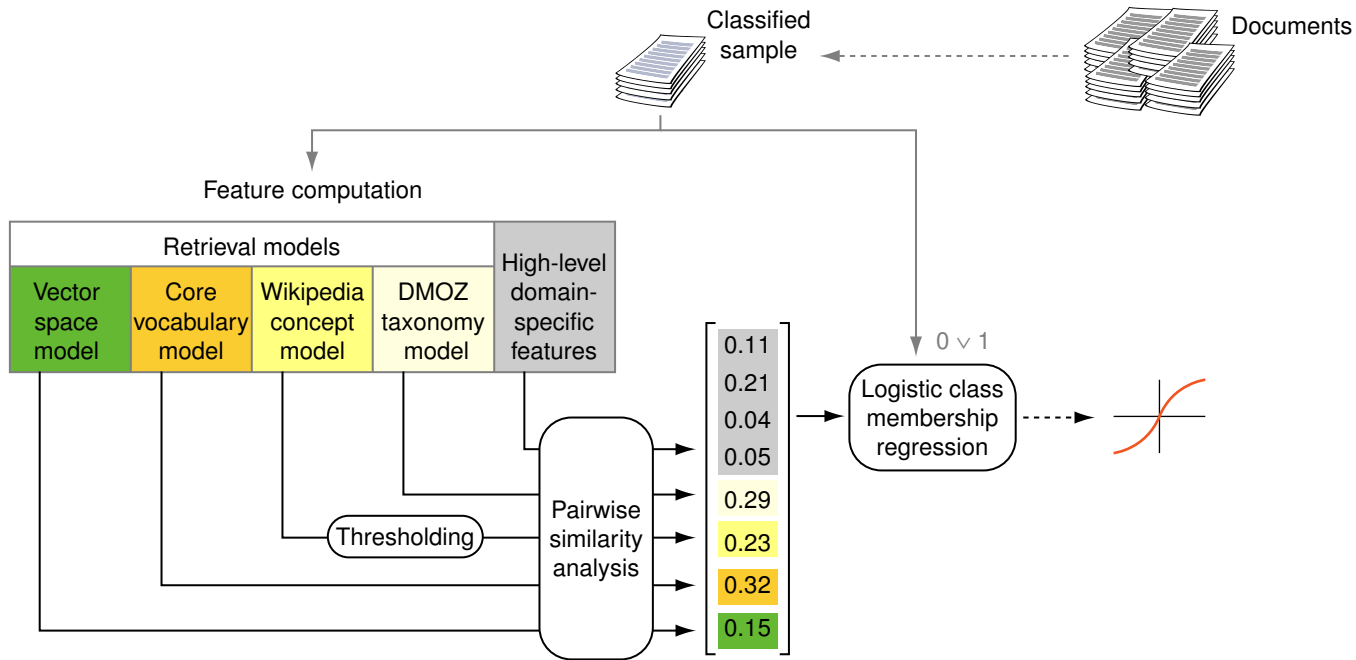 Classified
sample
Documents
Feature computation
Retrieval models
Vector
space
model
Core
vocabulary
model
Wikipedia
concept
model
DMOZ
taxonomy
model
High-level
domain-
specific
features
Thresholding
Pairwise
similarity
analysis
0.11
0.21
0.04
0.05
0.29
0.23
0.32
0.15
0 ∨ 1
Logistic class
membership
regression